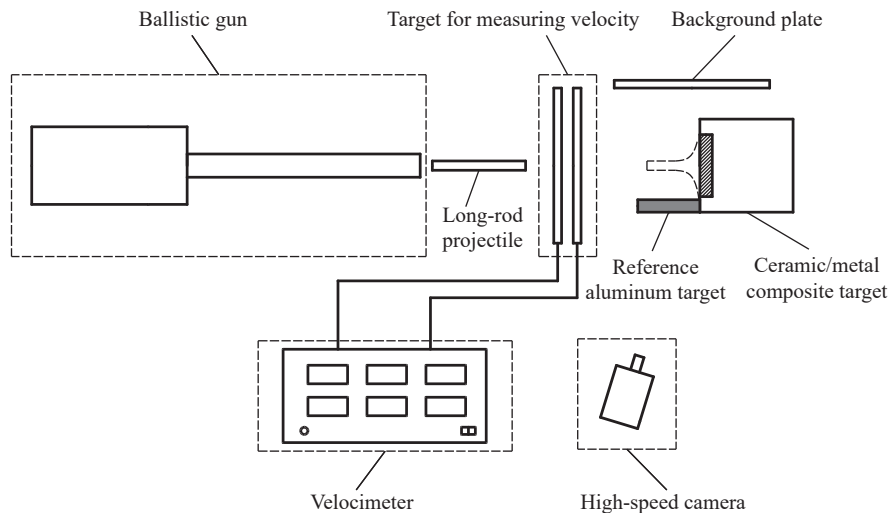 Ballistic gun
Target for measuring velocity
Background plate
Long-rod
projectile
Reference
aluminum target
Ceramic/metal
composite target
Velocimeter
High-speed camera